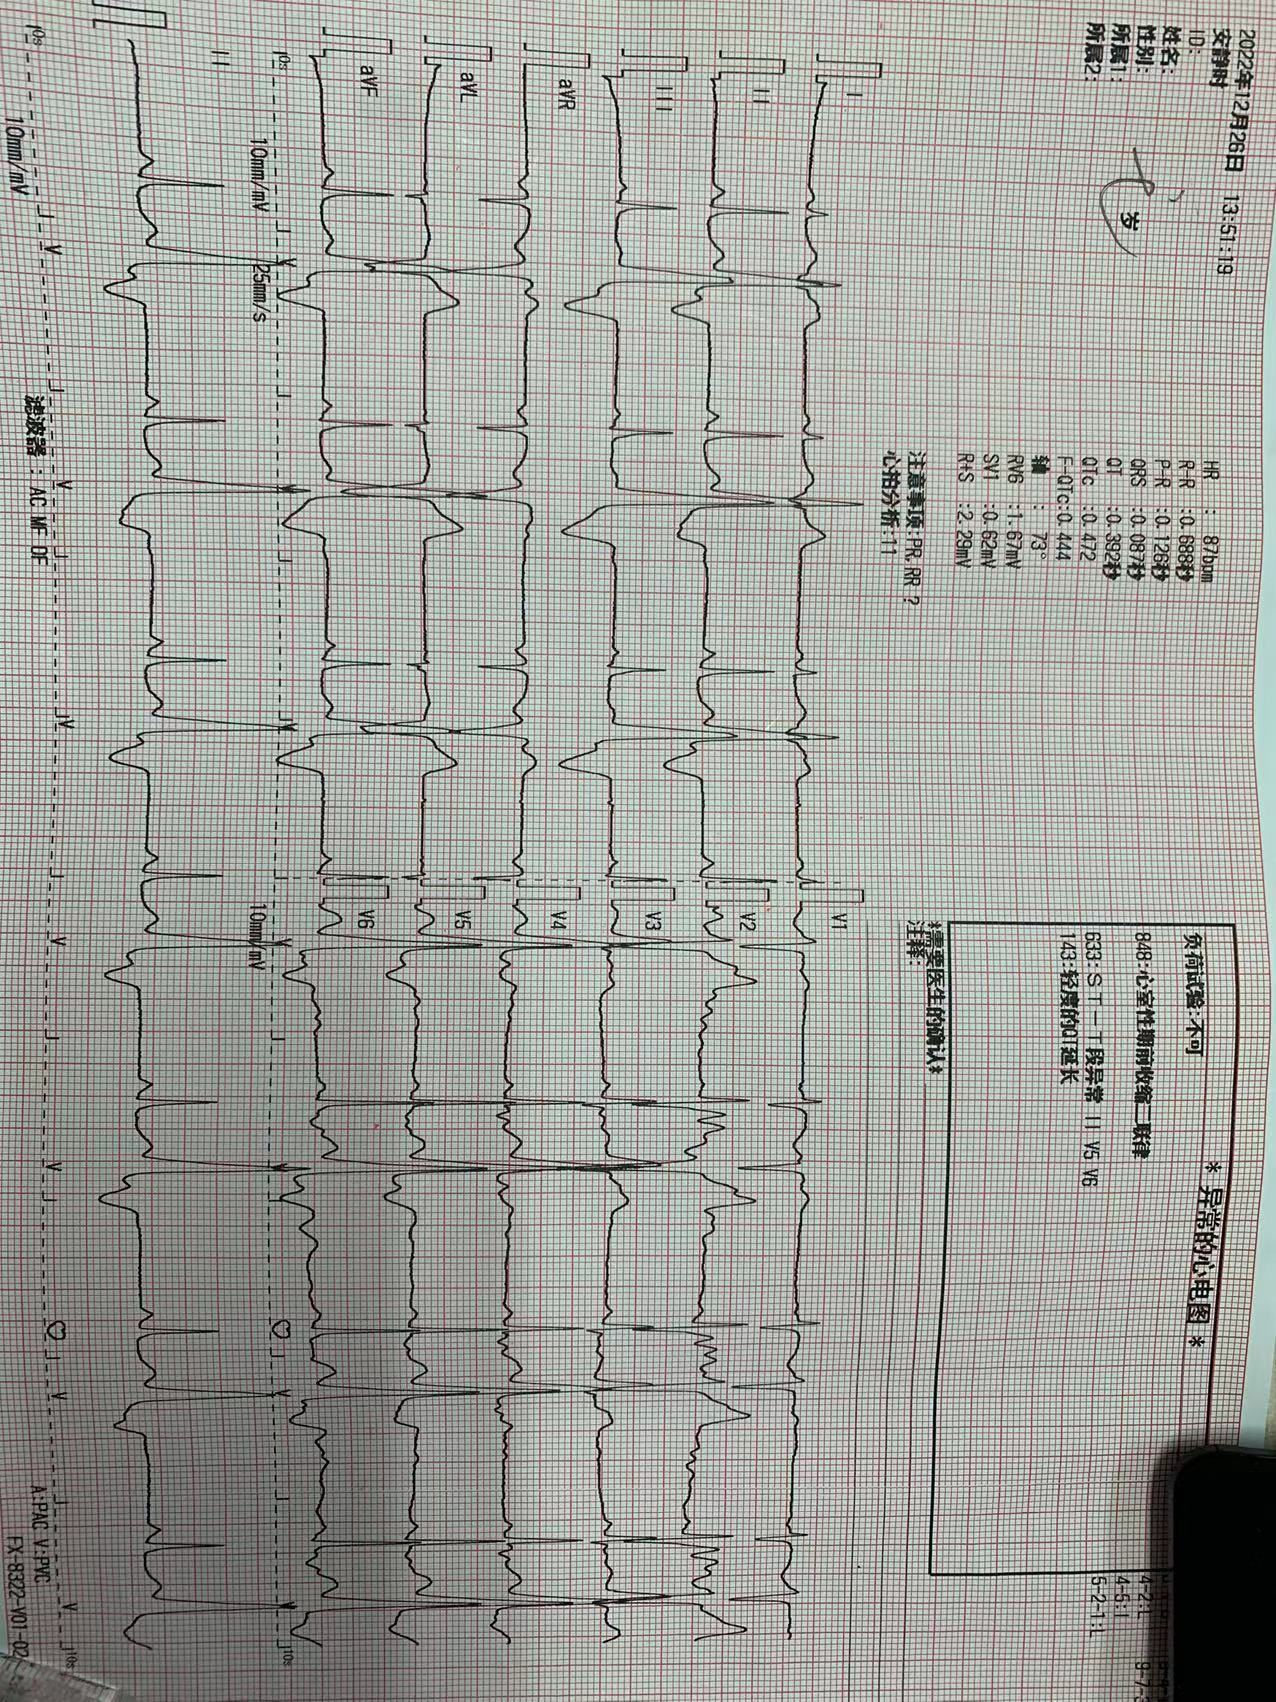 2022年12月26日 13:51:19
安静时
ID:
姓名:
性别:
所属1:
所属2:
岁
HR : 87bpm
R-R :0.688秒
P-R :0.126秒
QRS :0.087秒
QT :0.392秒
QTc :0.472
F-QTc:0.444
轴 : 73°
RV6 :1.67mV
SV1 :0.62mV
R+S :2.29mV
注意事项:PR,RR ?
心拍分析:11
* 异常的心电图 *
负荷试验:不可
848:心室性期前收缩二联律
633:ST-T段异常 II V5 V6
143:轻度的QT延长
*需要医生的确认*
注释:
4-2:L
4-5:I
5-2-1:L
I
V1
II
V2
III
V3
aVR
V4
aVL
V5
aVF
V6
0s
V
V
V
V
V
V
V
10s
10mm/mV
25mm/s
10mm/mV
II
0s
V
V
V
V
V
V
V
10s
10mm/mV
滤波器 : AC MF DF
A:PAC V:PVC
FX-8322-V01-02